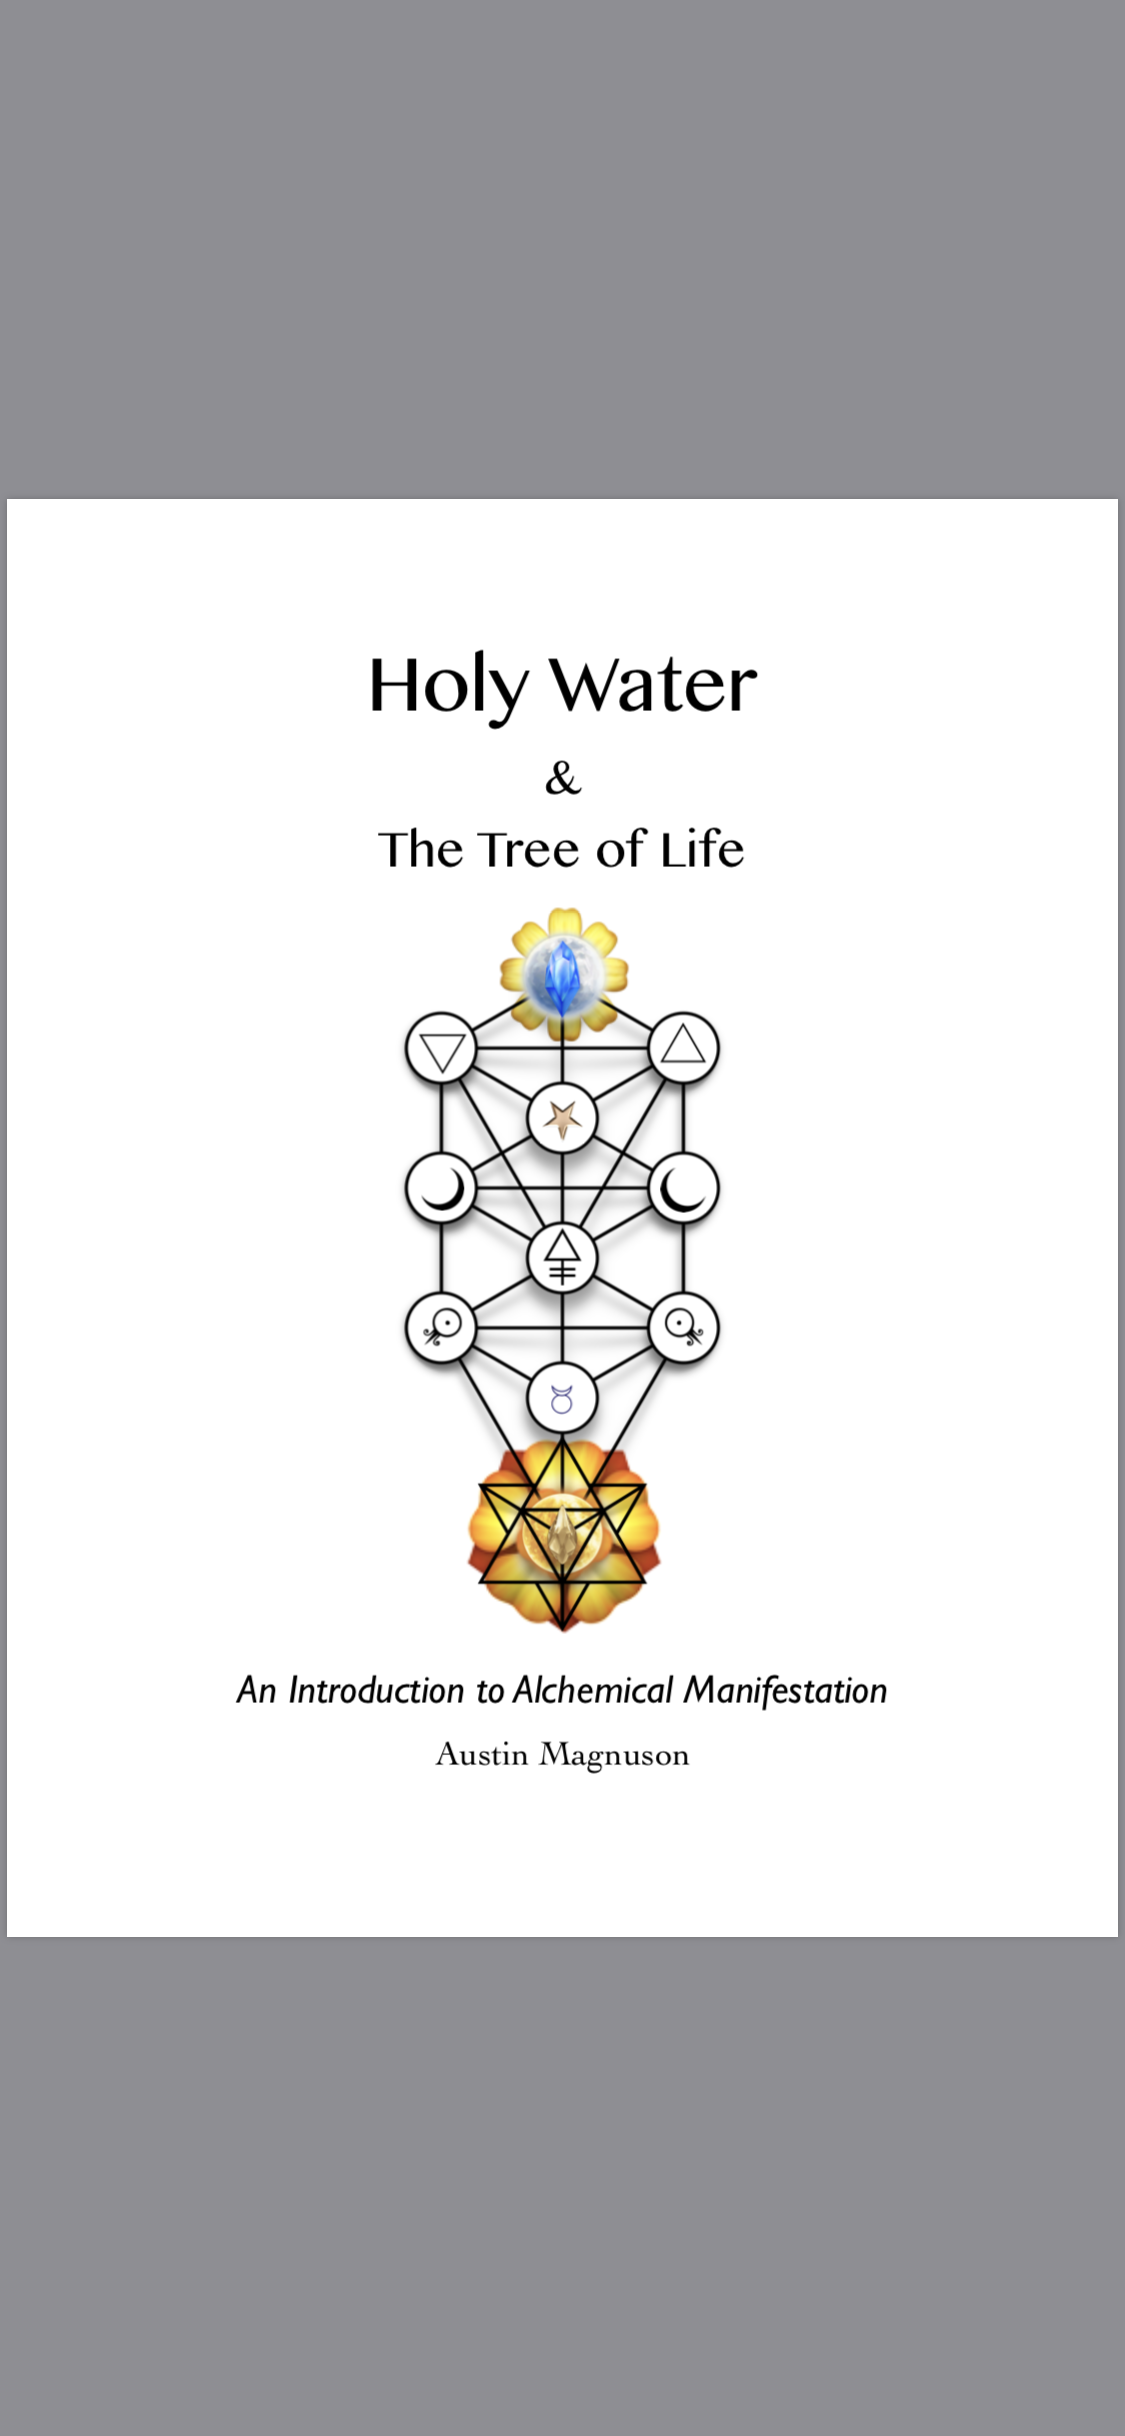 Holy Water
&
The Tree of Life
An Introduction to Alchemical Manifestation
Austin Magnuson